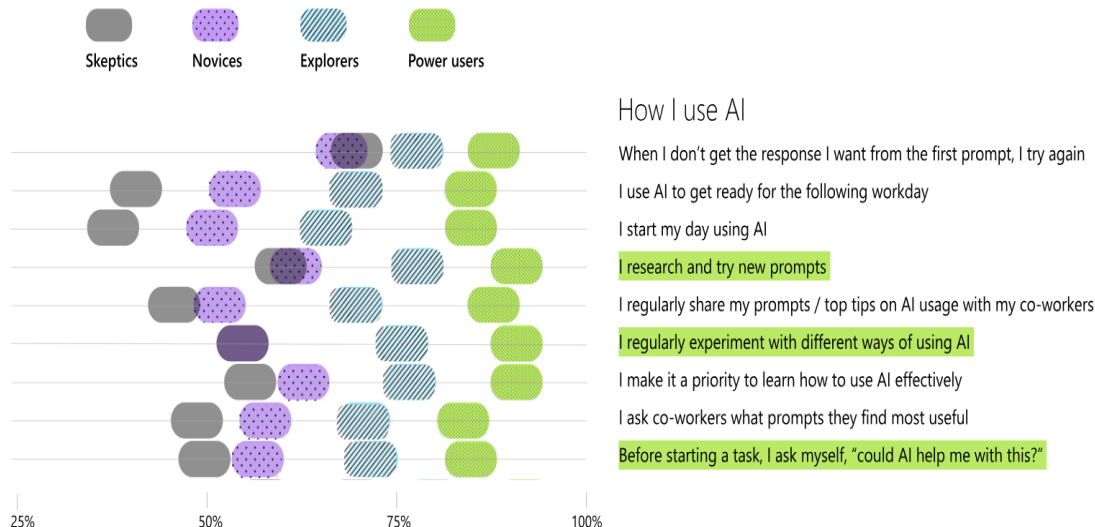 Skeptics Novices Explorers Power users
How I use AI
When I don't get the response I want from the first prompt, I try again
I use AI to get ready for the following workday
I start my day using AI
I research and try new prompts
I regularly share my prompts / top tips on AI usage with my co-workers
I regularly experiment with different ways of using AI
I make it a priority to learn how to use AI effectively
I ask co-workers what prompts they find most useful
Before starting a task, I ask myself, “could AI help me with this?”
25% 50% 75% 100%